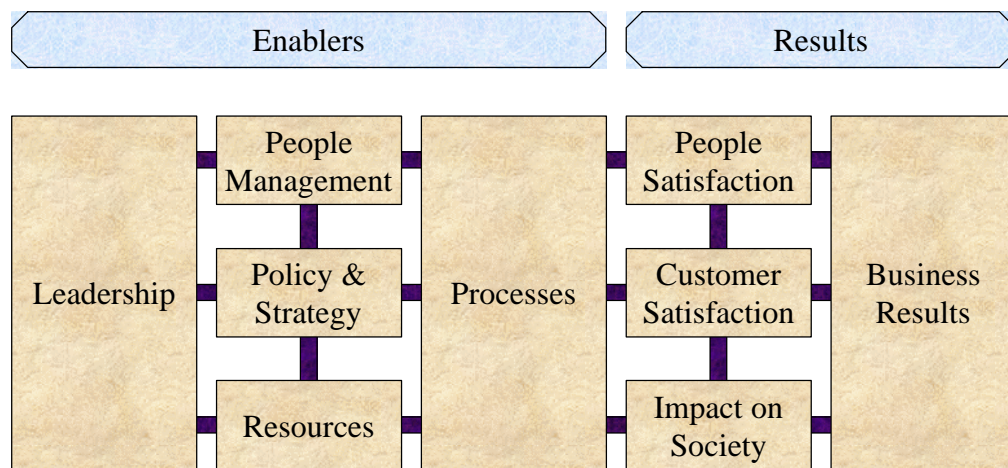 Enablers
Results
Leadership
People
Management
Policy &
Strategy
Resources
Processes
People
Satisfaction
Customer
Satisfaction
Impact on
Society
Business
Results